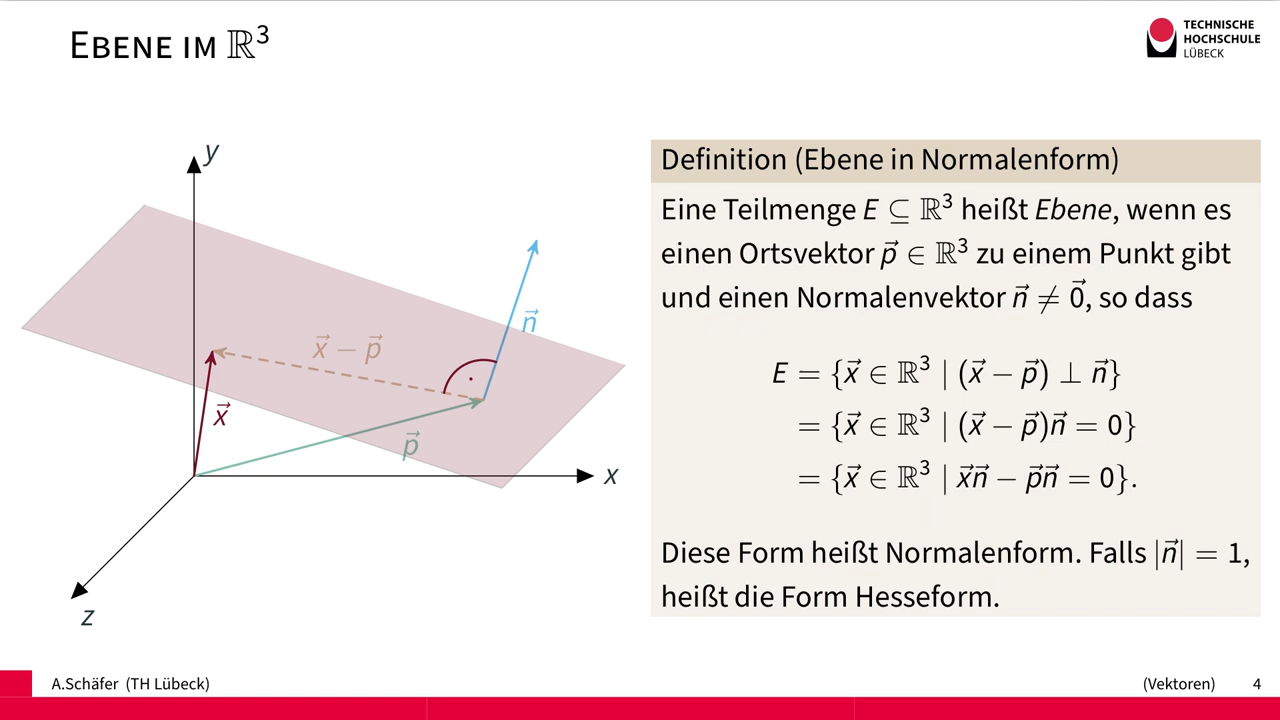 EBENE IM ℝ³
TECHNISCHE
HOCHSCHULE
LÜBECK
y
x⃗ − p⃗
n⃗
x⃗
p⃗
x
z
Definition (Ebene in Normalenform)
Eine Teilmenge E ⊆ ℝ³ heißt Ebene, wenn es
einen Ortsvektor p⃗ ∈ ℝ³ zu einem Punkt gibt
und einen Normalenvektor n⃗ ≠ 0⃗, so dass
E = {x⃗ ∈ ℝ³ | (x⃗ − p⃗) ⊥ n⃗}
= {x⃗ ∈ ℝ³ | (x⃗ − p⃗)n⃗ = 0}
= {x⃗ ∈ ℝ³ | x⃗n⃗ − p⃗n⃗ = 0}.
Diese Form heißt Normalenform. Falls |n⃗| = 1,
heißt die Form Hesseform.
A.Schäfer (TH Lübeck)
(Vektoren) 4